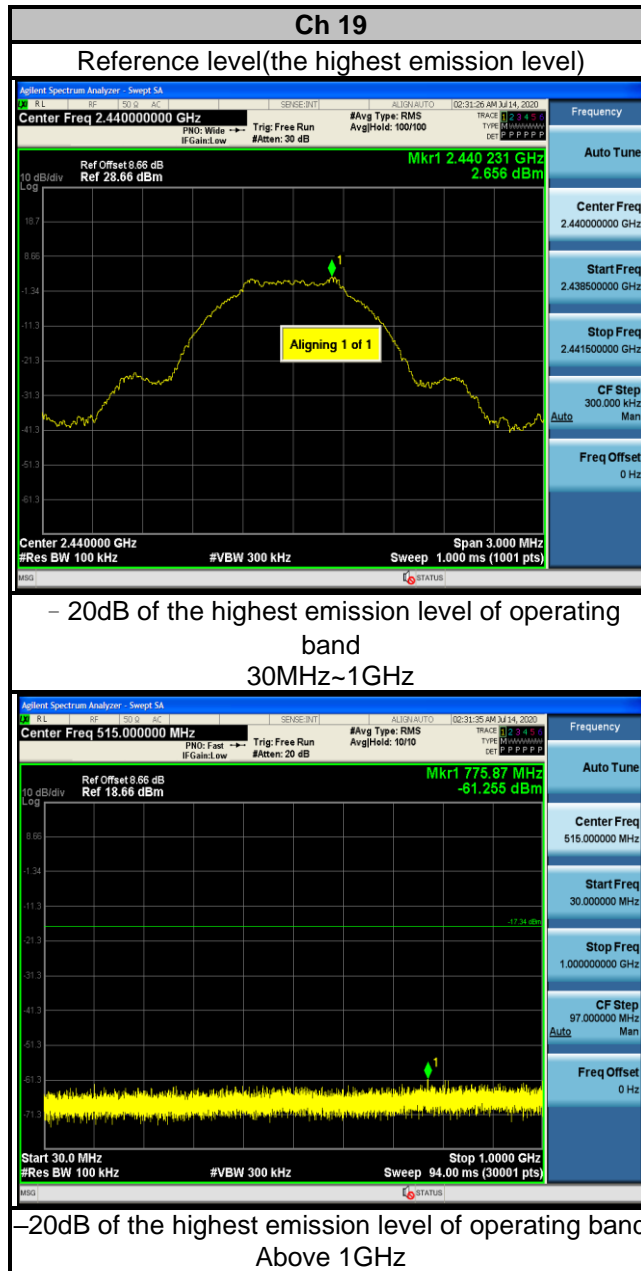 Ch 19
Reference level(the highest emission level)
Agilent Spectrum Analyzer - Swept SA
RL RF 50 Ω AC SENSE:INT ALIGNAUTO 02:31:26 AM Jul 14, 2020
Center Freq 2.440000000 GHz
PNO: Wide
IFGain:Low
Trig: Free Run
#Atten: 30 dB
#Avg Type: RMS
Avg|Hold: 100/100
TRACE 1 2 3 4 5 6
TYPE M
DET P P P P P P
Frequency
Ref Offset 8.66 dB
10 dB/div Ref 28.66 dBm
Log
Mkr1 2.440 231 GHz
2.656 dBm
18.7
8.66
-1.34
-11.3
-21.3
-31.3
-41.3
-51.3
-61.3
1
Aligning 1 of 1
Center 2.440000 GHz
Span 3.000 MHz
#Res BW 100 kHz #VBW 300 kHz Sweep 1.000 ms (1001 pts)
MSG STATUS
Auto Tune
Center Freq
2.440000000 GHz
Start Freq
2.438500000 GHz
Stop Freq
2.441500000 GHz
CF Step
300.000 kHz
Auto Man
Freq Offset
0 Hz
– 20dB of the highest emission level of operating
band
30MHz~1GHz
Agilent Spectrum Analyzer - Swept SA
RL RF 50 Ω AC SENSE:INT ALIGNAUTO 02:31:35 AM Jul 14, 2020
Center Freq 515.000000 MHz
PNO: Fast
IFGain:Low
Trig: Free Run
#Atten: 20 dB
#Avg Type: RMS
Avg|Hold: 10/10
TRACE 1 2 3 4 5 6
TYPE M
DET P P P P P P
Frequency
Ref Offset 8.66 dB
10 dB/div Ref 18.66 dBm
Log
Mkr1 775.87 MHz
-61.255 dBm
8.66
-1.34
-11.3
-17.34 dBm
-21.3
-31.3
-41.3
-51.3
-61.3
-71.3
1
Start 30.0 MHz
Stop 1.0000 GHz
#Res BW 100 kHz #VBW 300 kHz Sweep 94.00 ms (30001 pts)
MSG STATUS
Auto Tune
Center Freq
515.000000 MHz
Start Freq
30.000000 MHz
Stop Freq
1.000000000 GHz
CF Step
97.000000 MHz
Auto Man
Freq Offset
0 Hz
–20dB of the highest emission level of operating band
Above 1GHz